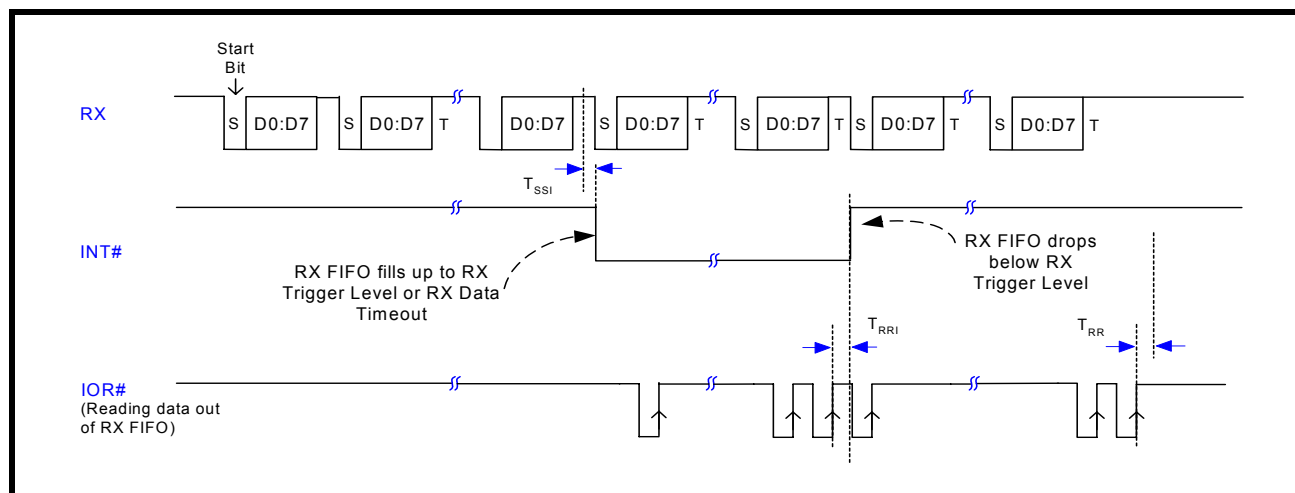 Start
Bit
RX
S D0:D7 S D0:D7 T D0:D7 S D0:D7 T S D0:D7 T S D0:D7 T S D0:D7 T
TSSI
INT#
RX FIFO fills up to RX
Trigger Level or RX Data
Timeout
RX FIFO drops
below RX
Trigger Level
TRRI
TRR
IOR#
(Reading data out
of RX FIFO)